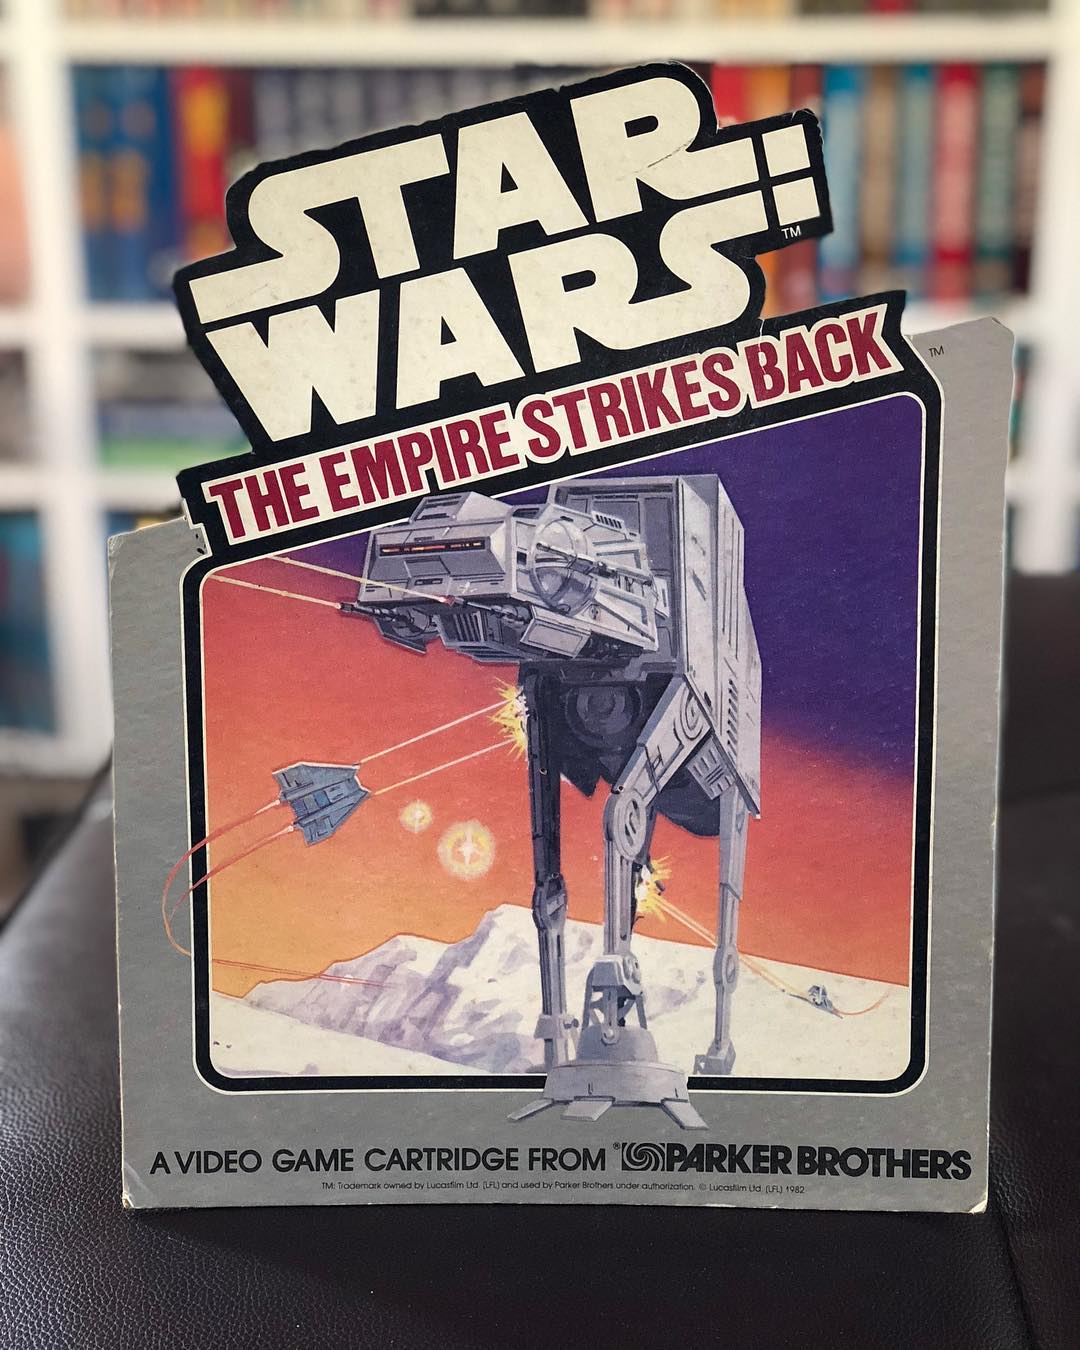 STAR
WARS
TM
THE EMPIRE STRIKES BACK
TM
A VIDEO GAME CARTRIDGE FROM ® PARKER BROTHERS
TM: Trademark owned by Lucasfilm Ltd. (LFL) and used by Parker Brothers under authorization. © Lucasfilm Ltd. (LFL) 1982